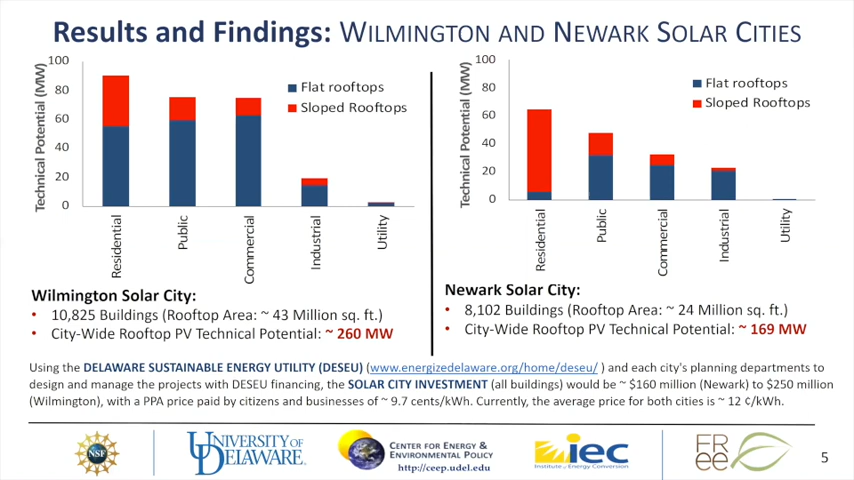 Results and Findings: WILMINGTON AND NEWARK SOLAR CITIES
Technical Potential (MW)
100
80
60
40
20
0
Flat rooftops
Sloped Rooftops
Residential
Public
Commercial
Industrial
Utility
Technical Potential (MW)
100
80
60
40
20
0
Flat rooftops
Sloped Rooftops
Residential
Public
Commercial
Industrial
Utility
Wilmington Solar City:
• 10,825 Buildings (Rooftop Area: ~ 43 Million sq. ft.)
• City-Wide Rooftop PV Technical Potential: ~ 260 MW
Newark Solar City:
• 8,102 Buildings (Rooftop Area: ~ 24 Million sq. ft.)
• City-Wide Rooftop PV Technical Potential: ~ 169 MW
Using the DELAWARE SUSTAINABLE ENERGY UTILITY (DESEU) (www.energizedelaware.org/home/deseu/ ) and each city's planning departments to
design and manage the projects with DESEU financing, the SOLAR CITY INVESTMENT (all buildings) would be ~ $160 million (Newark) to $250 million
(Wilmington), with a PPA price paid by citizens and businesses of ~ 9.7 cents/kWh. Currently, the average price for both cities is ~ 12 ¢/kWh.
NSF
UNIVERSITY OF
DELAWARE.
CENTER FOR ENERGY &
ENVIRONMENTAL POLICY
http://ceep.udel.edu
iec
Institute of Energy Conversion
FR
ee
5